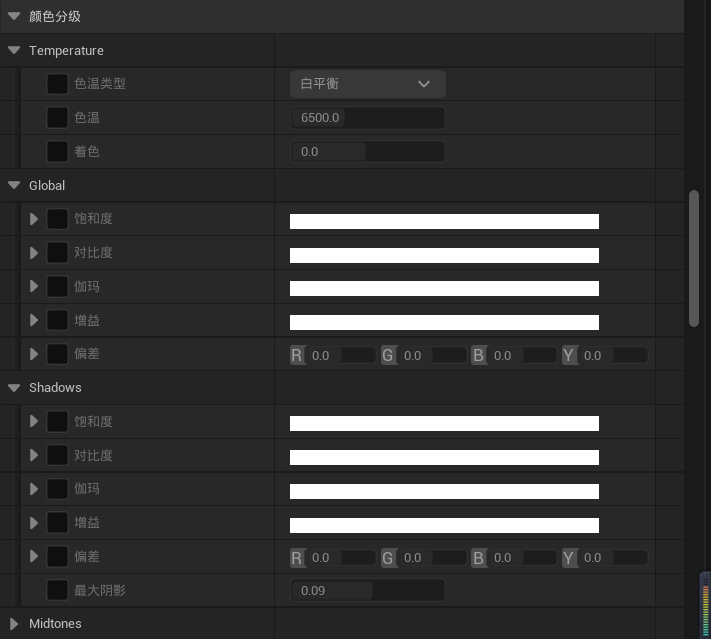 颜色分级
Temperature
色温类型 白平衡
色温 6500.0
着色 0.0
Global
饱和度
对比度
伽玛
增益
偏差 R 0.0 G 0.0 B 0.0 Y 0.0
Shadows
饱和度
对比度
伽玛
增益
偏差 R 0.0 G 0.0 B 0.0 Y 0.0
最大阴影 0.09
Midtones